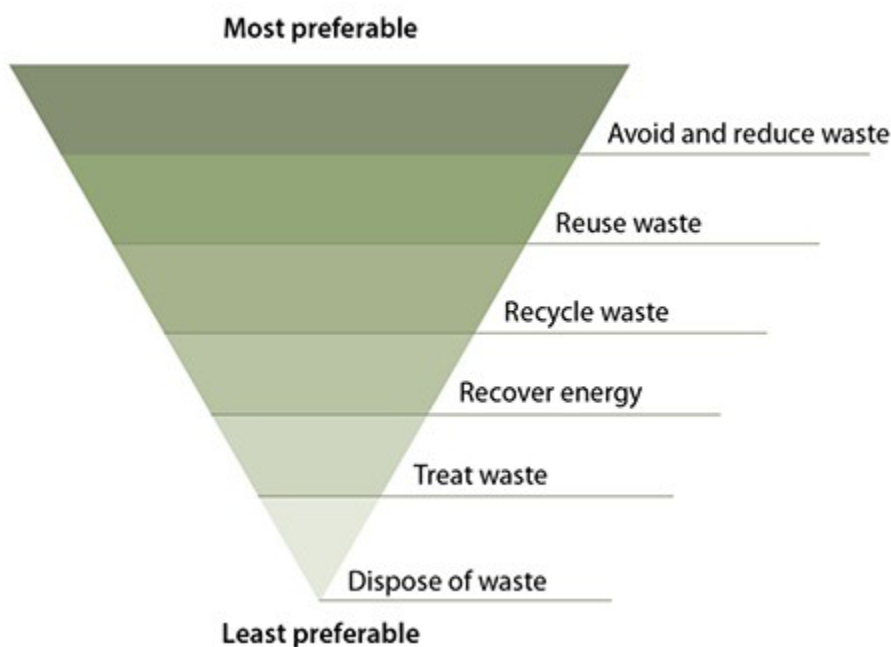 Most preferable
Avoid and reduce waste
Reuse waste
Recycle waste
Recover energy
Treat waste
Dispose of waste
Least preferable